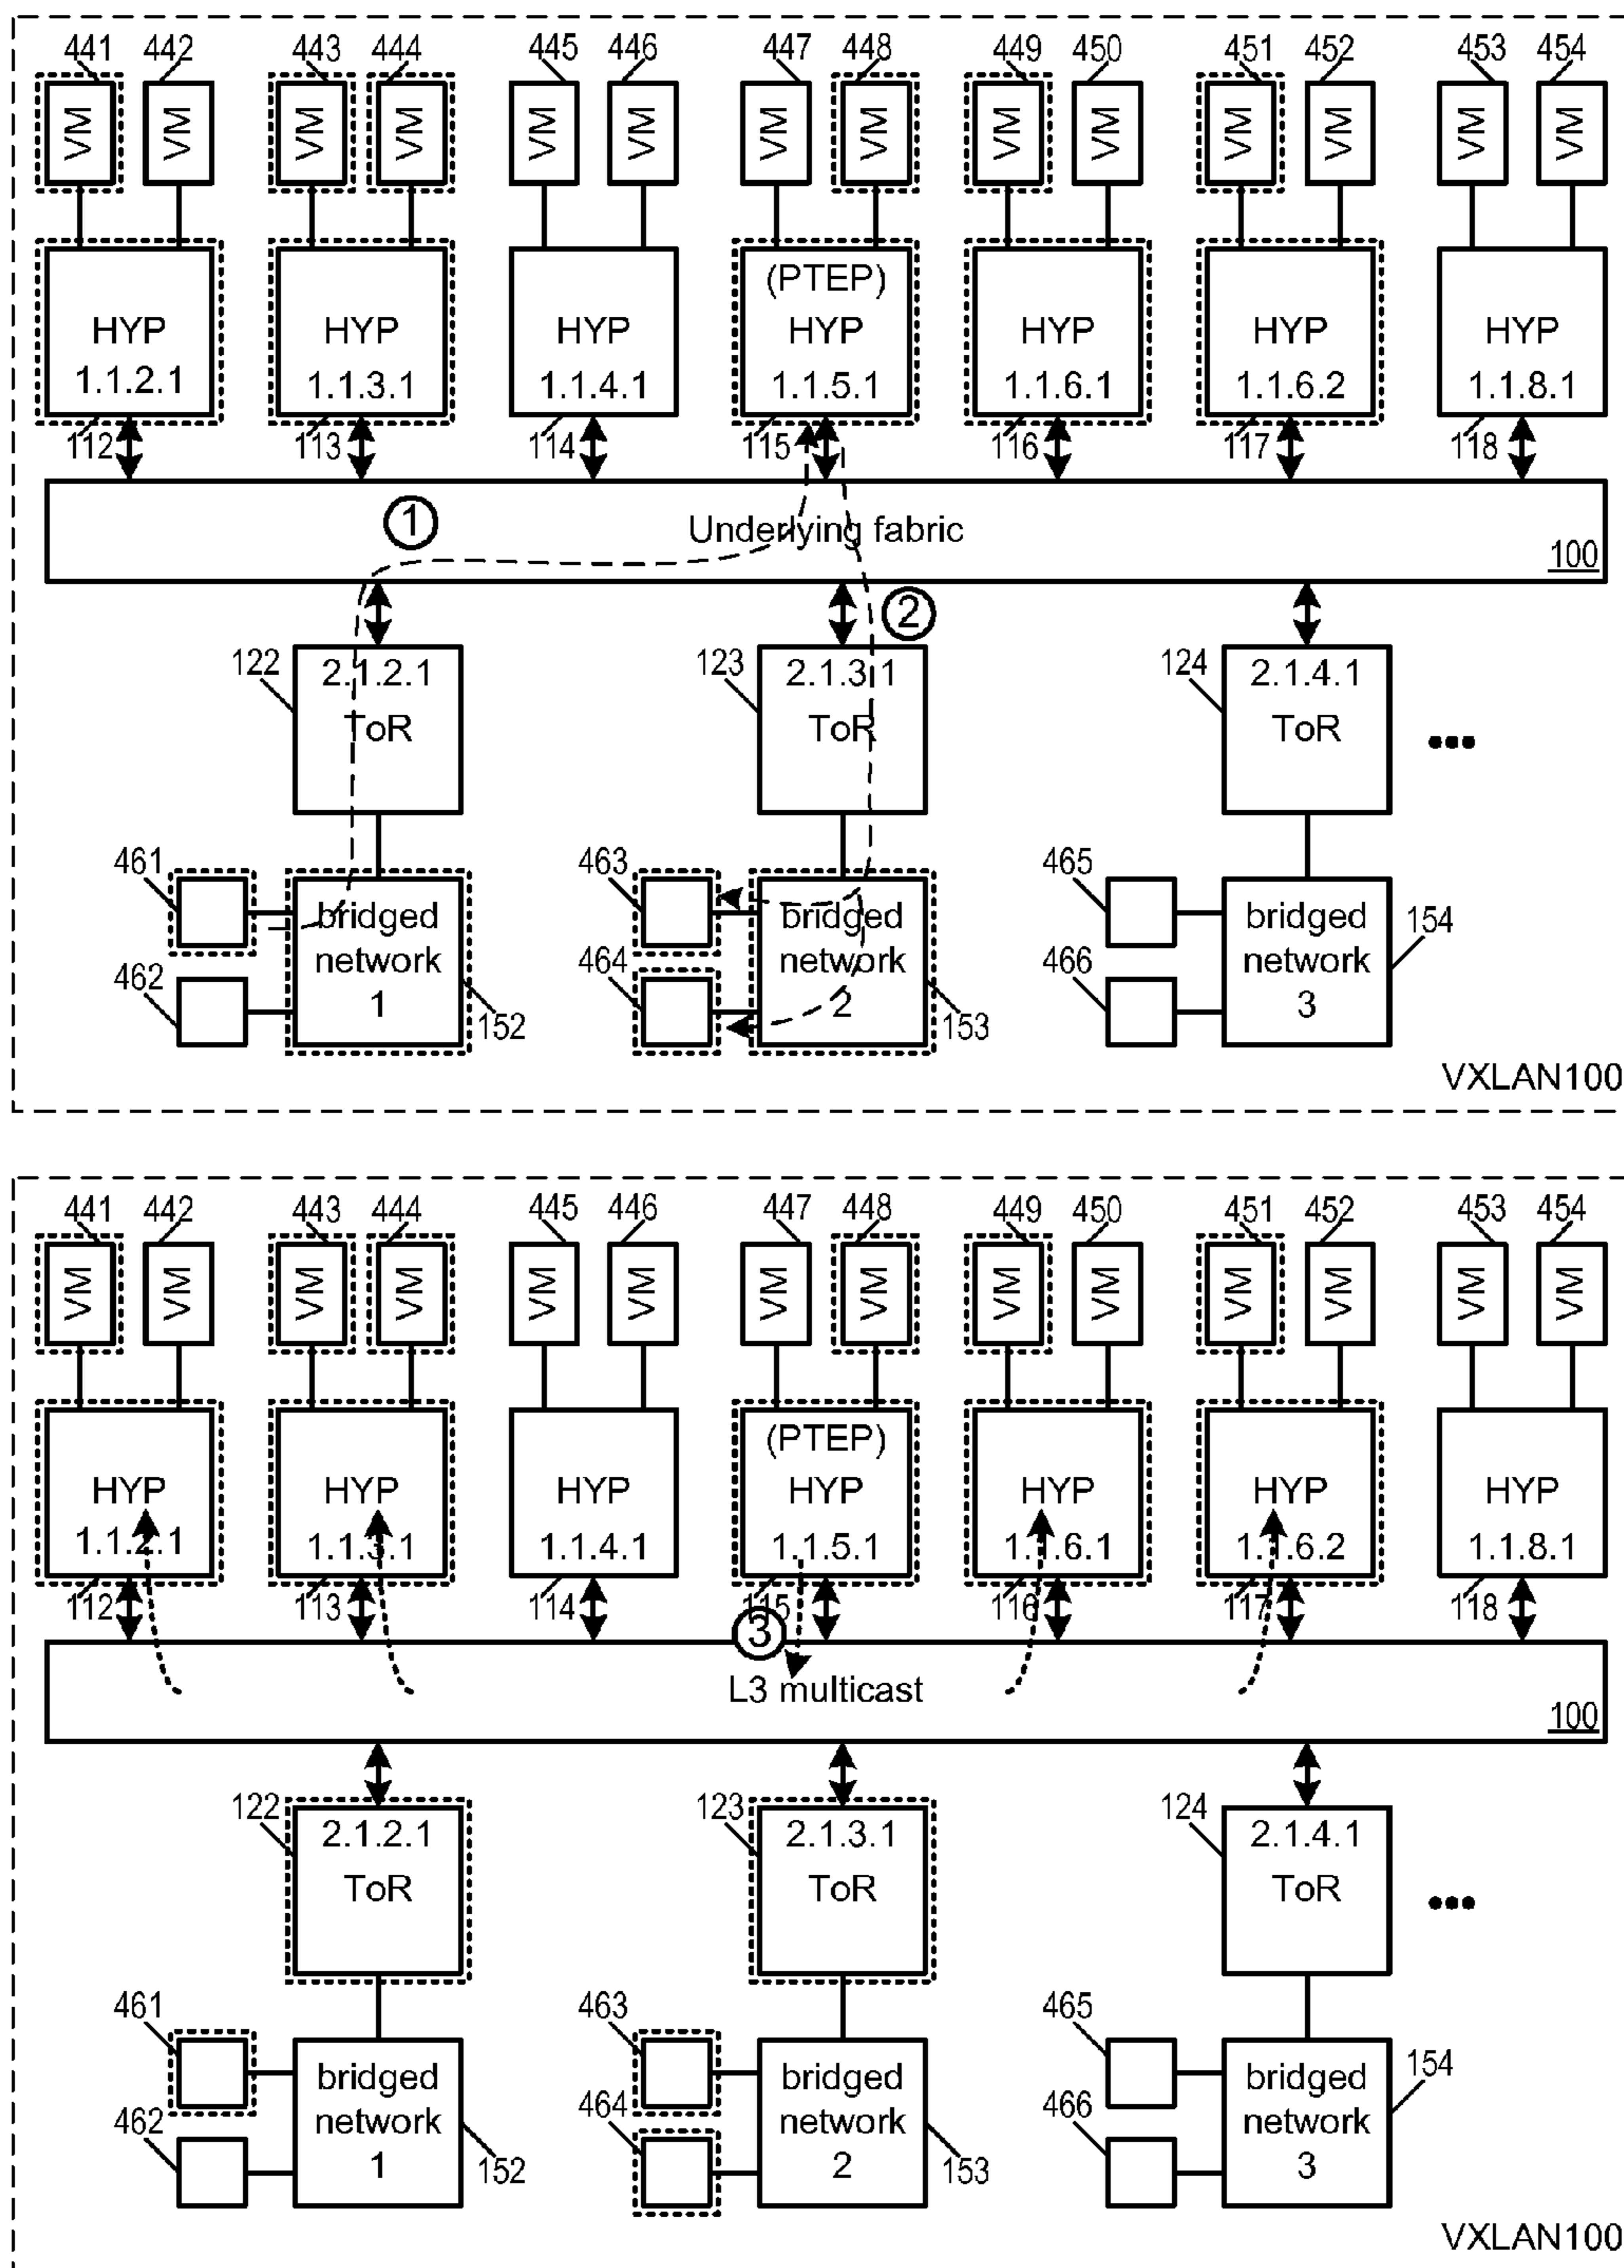 441 442 443 444 445 446 447 448 449 450 451 452 453 454
VM VM VM VM VM VM VM VM VM VM VM VM VM VM
(PTEP)
HYP HYP HYP HYP HYP HYP HYP
1.1.2.1 1.1.3.1 1.1.4.1 1.1.5.1 1.1.6.1 1.1.6.2 1.1.8.1
112 113 114 115 116 117 118
1 Underlying fabric
100
2
122 2.1.2.1 123 2.1.3.1 124 2.1.4.1
ToR ToR ToR
•••
461 463 465
bridged bridged bridged 154
network network network
462 464 466
1 152 2 153 3
VXLAN100
441 442 443 444 445 446 447 448 449 450 451 452 453 454
VM VM VM VM VM VM VM VM VM VM VM VM VM VM
(PTEP)
HYP HYP HYP HYP HYP HYP HYP
1.1.2.1 1.1.3.1 1.1.4.1 1.1.5.1 1.1.6.1 1.1.6.2 1.1.8.1
112 113 114 115 116 117 118
3
L3 multicast
100
122 2.1.2.1 123 2.1.3.1 124 2.1.4.1
ToR ToR ToR
•••
461 463 465
bridged bridged bridged 154
network network network
462 464 466
1 152 2 153 3
VXLAN100